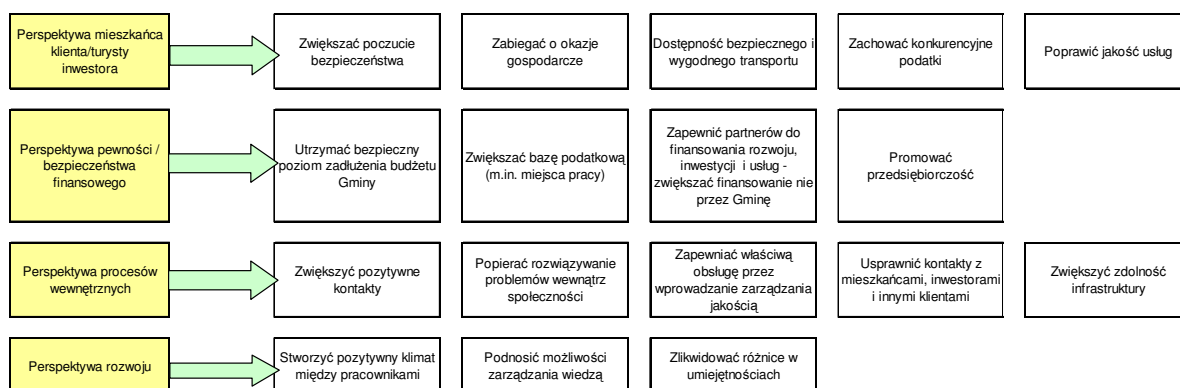 Perspektywa mieszkańca
klienta/turysty
inwestora
Zwiększać poczucie
bezpieczeństwa
Zabiegać o okazje
gospodarcze
Dostępność bezpiecznego i
wygodnego transportu
Zachować konkurencyjne
podatki
Poprawić jakość usług
Perspektywa pewności /
bezpieczeństwa
finansowego
Utrzymać bezpieczny
poziom zadłużenia budżetu
Gminy
Zwiększać bazę podatkową
(m.in. miejsca pracy)
Zapewnić partnerów do
finansowania rozwoju,
inwestycji i usług -
zwiększać finansowanie nie
przez Gminę
Promować
przedsiębiorczość
Perspektywa procesów
wewnętrznych
Zwiększyć pozytywne
kontakty
Popierać rozwiązywanie
problemów wewnątrz
społeczności
Zapewniać właściwą
obsługę przez
wprowadzanie zarządzania
jakością
Usprawnić kontakty z
mieszkańcami, inwestorami
i innymi klientami
Zwiększyć zdolność
infrastruktury
Perspektywa rozwoju
Stworzyć pozytywny klimat
między pracownikami
Podnosić możliwości
zarządzania wiedzą
Zlikwidować różnice w
umiejętnościach